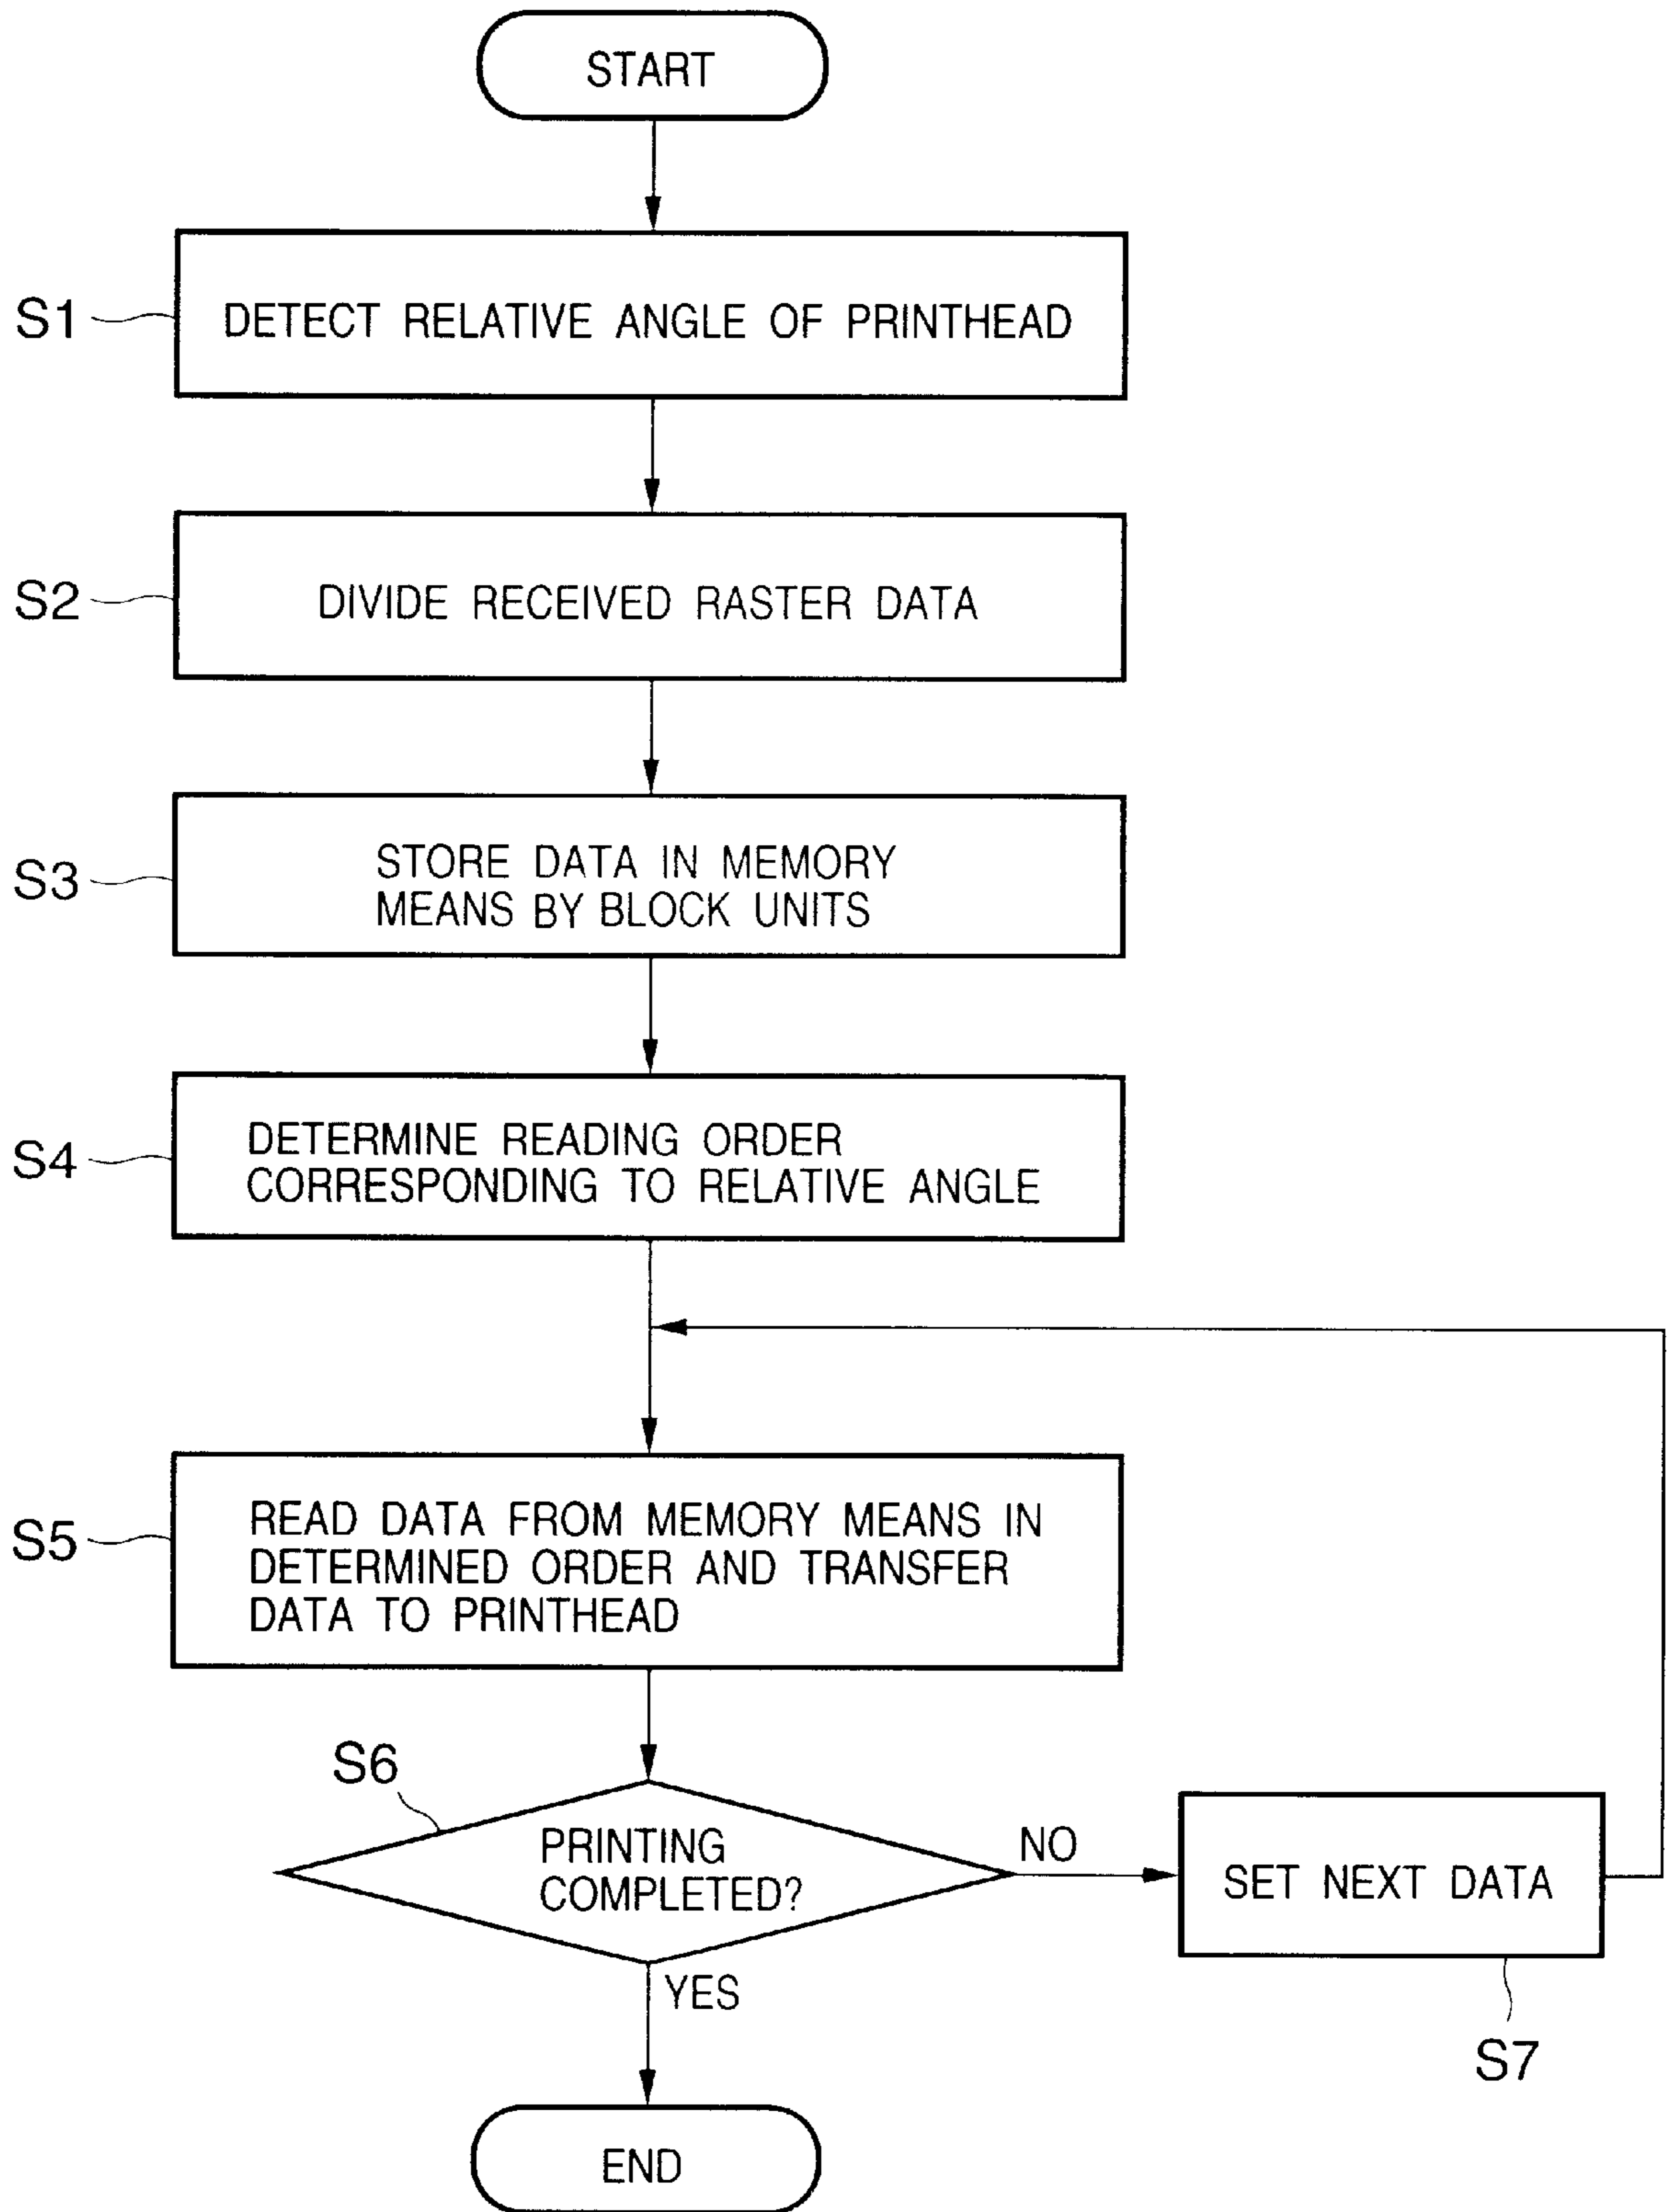 START
S1
DETECT RELATIVE ANGLE OF PRINTHEAD
S2
DIVIDE RECEIVED RASTER DATA
S3
STORE DATA IN MEMORY
MEANS BY BLOCK UNITS
S4
DETERMINE READING ORDER
CORRESPONDING TO RELATIVE ANGLE
S5
READ DATA FROM MEMORY MEANS IN
DETERMINED ORDER AND TRANSFER
DATA TO PRINTHEAD
S6
PRINTING
COMPLETED?
NO
SET NEXT DATA
S7
YES
END